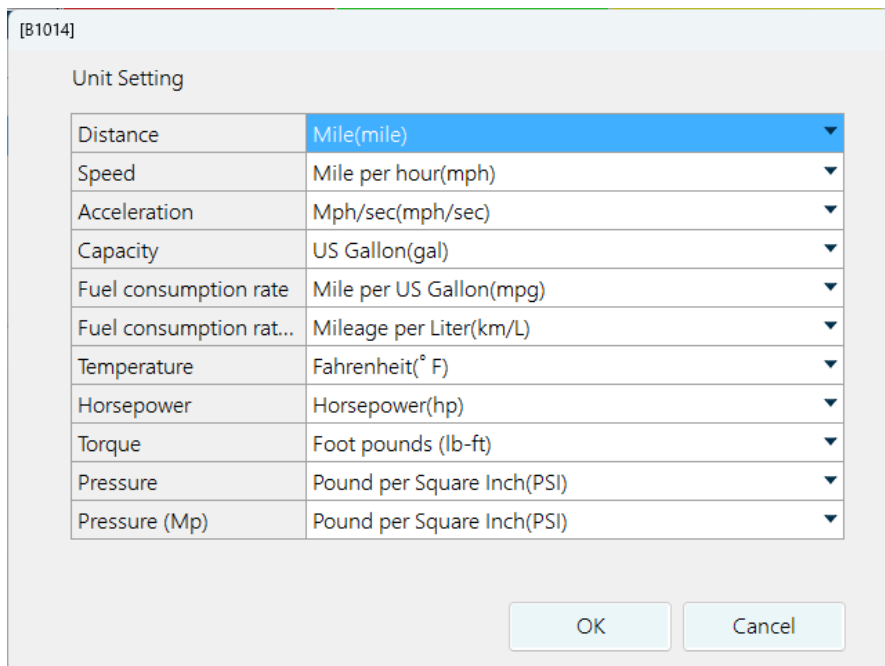 [B1014]
Unit Setting
Distance Mile(mile)
Speed Mile per hour(mph)
Acceleration Mph/sec(mph/sec)
Capacity US Gallon(gal)
Fuel consumption rate Mile per US Gallon(mpg)
Fuel consumption rat... Mileage per Liter(km/L)
Temperature Fahrenheit(° F)
Horsepower Horsepower(hp)
Torque Foot pounds (lb-ft)
Pressure Pound per Square Inch(PSI)
Pressure (Mp) Pound per Square Inch(PSI)
OK Cancel